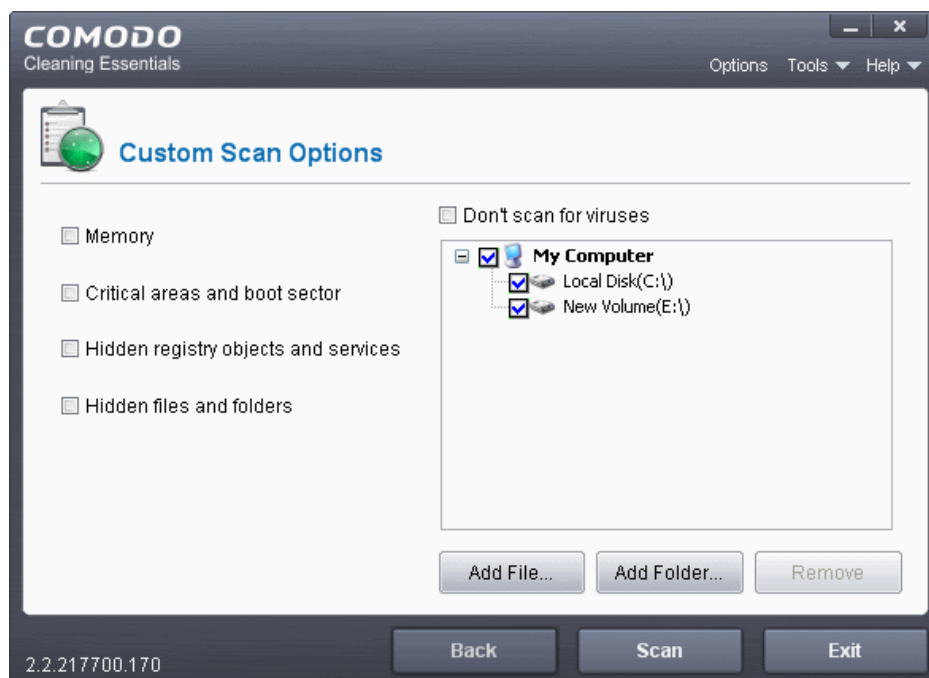 COMODO
Cleaning Essentials
Options Tools Help
Custom Scan Options
Memory
Critical areas and boot sector
Hidden registry objects and services
Hidden files and folders
Don't scan for viruses
My Computer
Local Disk(C:\)
New Volume(E:\)
Add File... Add Folder... Remove
2.2.217700.170
Back Scan Exit